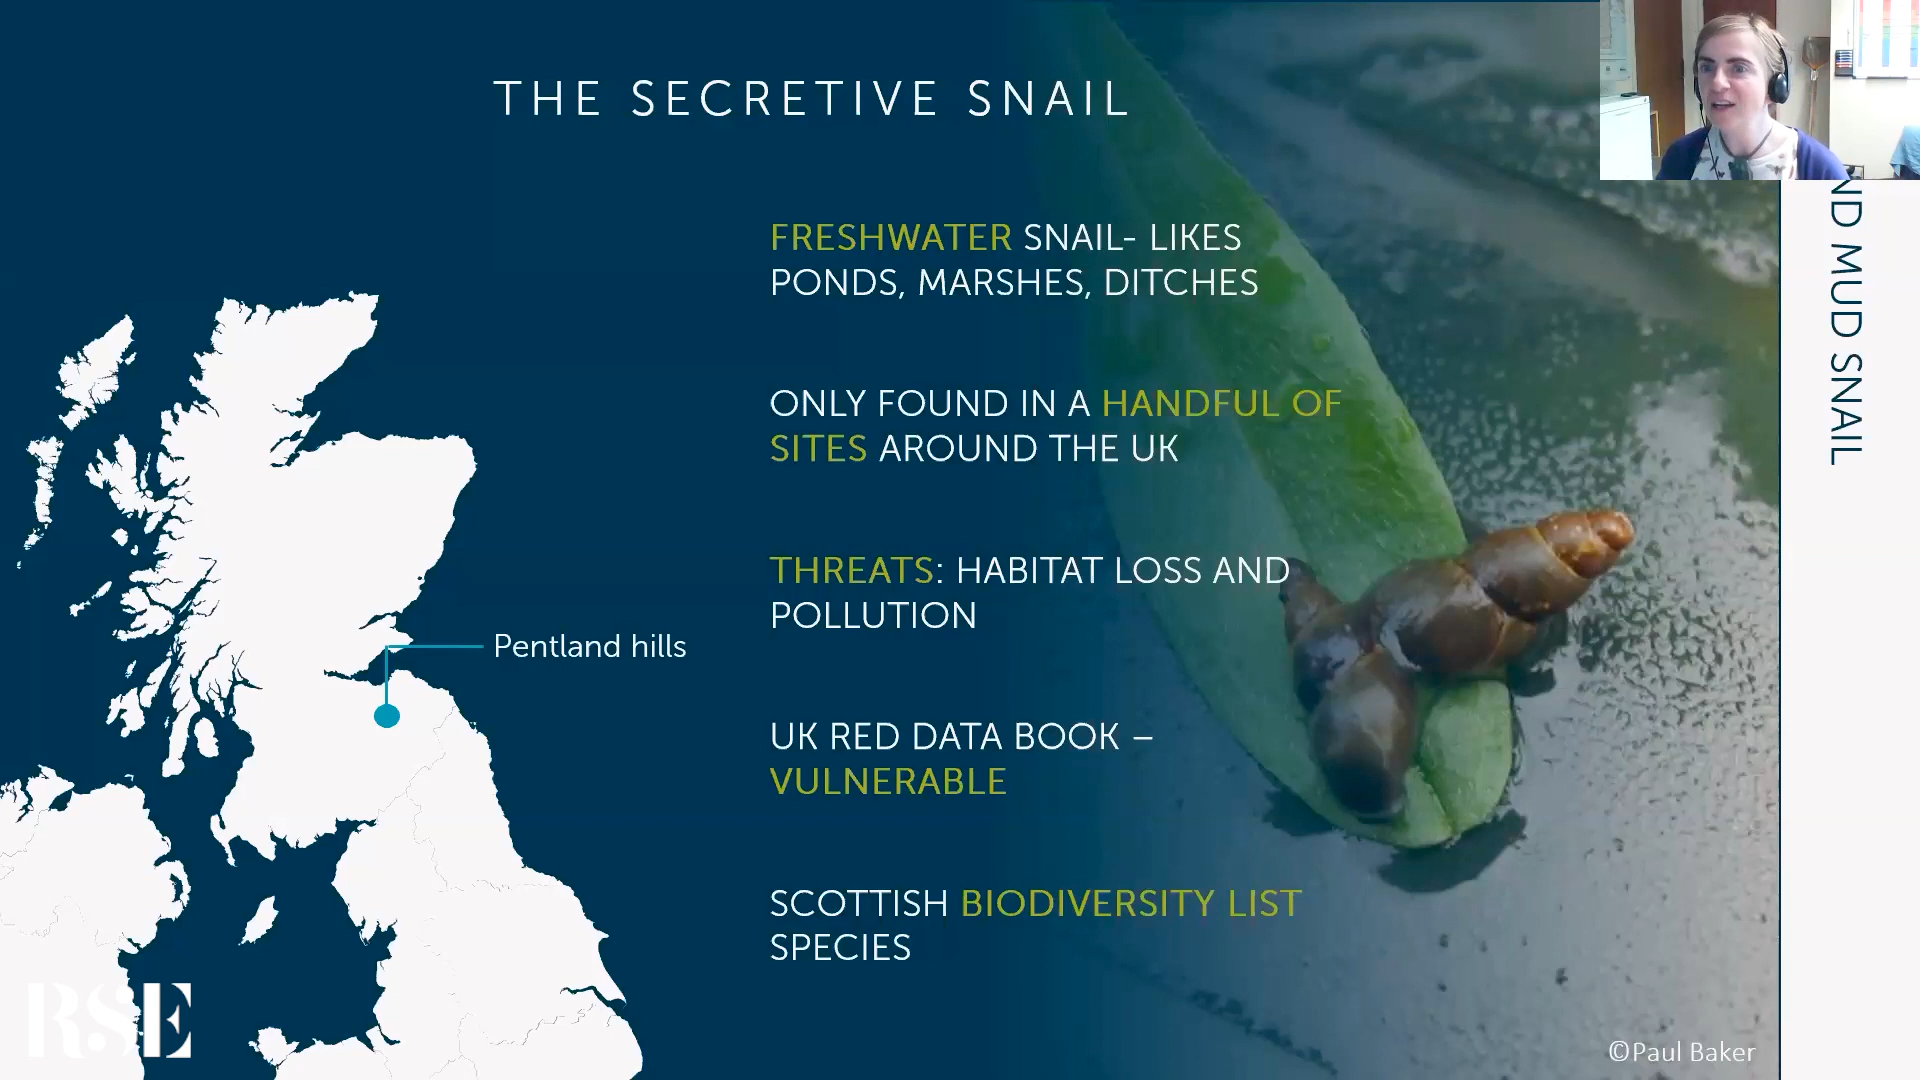 THE SECRETIVE SNAIL
FRESHWATER SNAIL- LIKES
PONDS, MARSHES, DITCHES
ONLY FOUND IN A HANDFUL OF
SITES AROUND THE UK
THREATS: HABITAT LOSS AND
POLLUTION
Pentland hills
UK RED DATA BOOK –
VULNERABLE
SCOTTISH BIODIVERSITY LIST
SPECIES
ND MUD SNAIL
RSE
©Paul Baker